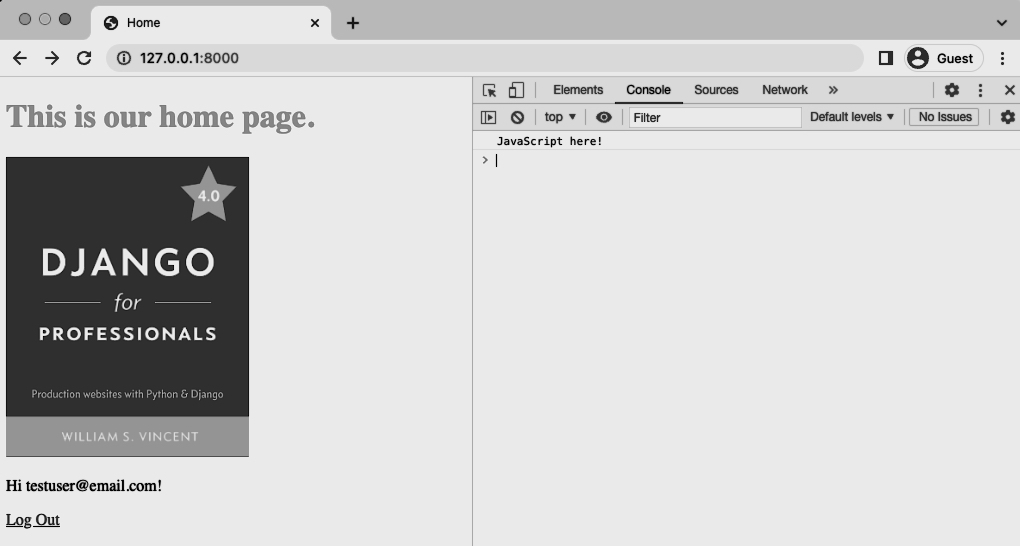 Home
127.0.0.1:8000
Guest
This is our home page.
4.0
DJANGO
for
PROFESSIONALS
Production websites with Python & Django
WILLIAM S. VINCENT
Hi testuser@email.com!
Log Out
Elements Console Sources Network »
top ▼ Filter Default levels ▼ No Issues
JavaScript here!
>